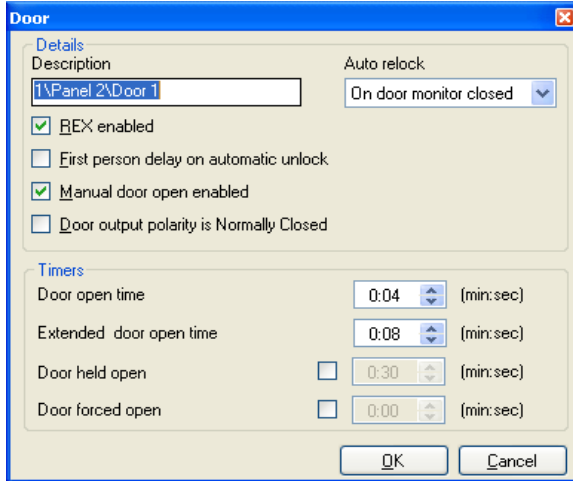 Door
Details
Description
Auto relock
1\Panel 2\Door 1
On door monitor closed
REX enabled
First person delay on automatic unlock
Manual door open enabled
Door output polarity is Normally Closed
Timers
Door open time 0:04 (min:sec)
Extended door open time 0:08 (min:sec)
Door held open 0:30 (min:sec)
Door forced open 0:00 (min:sec)
OK Cancel